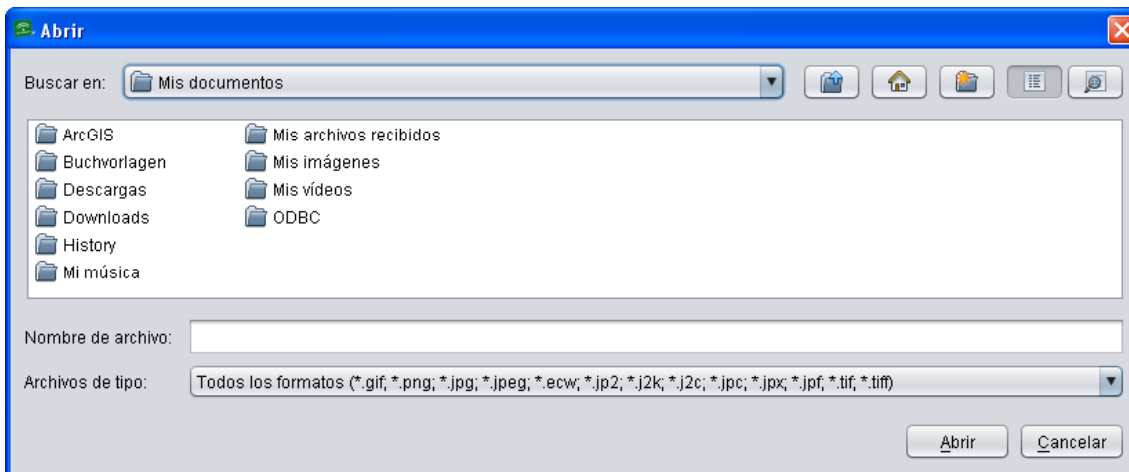 Abrir
Buscar en: Mis documentos
ArcGIS
Buchvorlagen
Descargas
Downloads
History
Mi música
Mis archivos recibidos
Mis imágenes
Mis vídeos
ODBC
Nombre de archivo:
Archivos de tipo: Todos los formatos (*.gif; *.png; *.jpg; *.jpeg; *.ecw; *.jp2; *.j2k; *.j2c; *.jpc; *.jpx; *.jpf; *.tif; *.tiff)
Abrir Cancelar